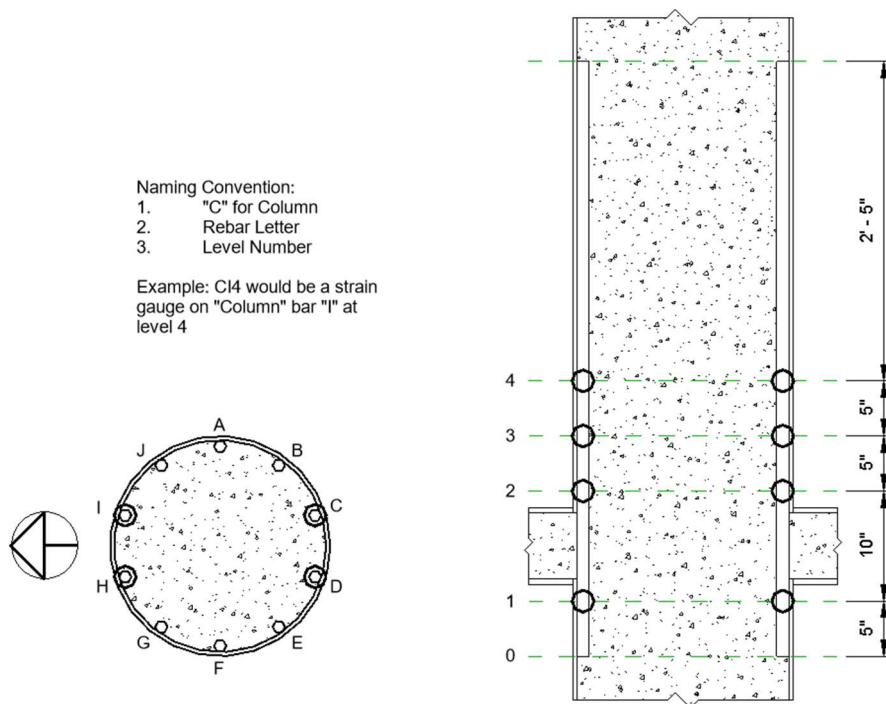 Naming Convention:
1. "C" for Column
2. Rebar Letter
3. Level Number
Example: CI4 would be a strain
gauge on "Column" bar "I" at
level 4
A
J
B
I
C
H
D
G
E
F
4
3
2
1
0
2' - 5"
5"
5"
10"
5"